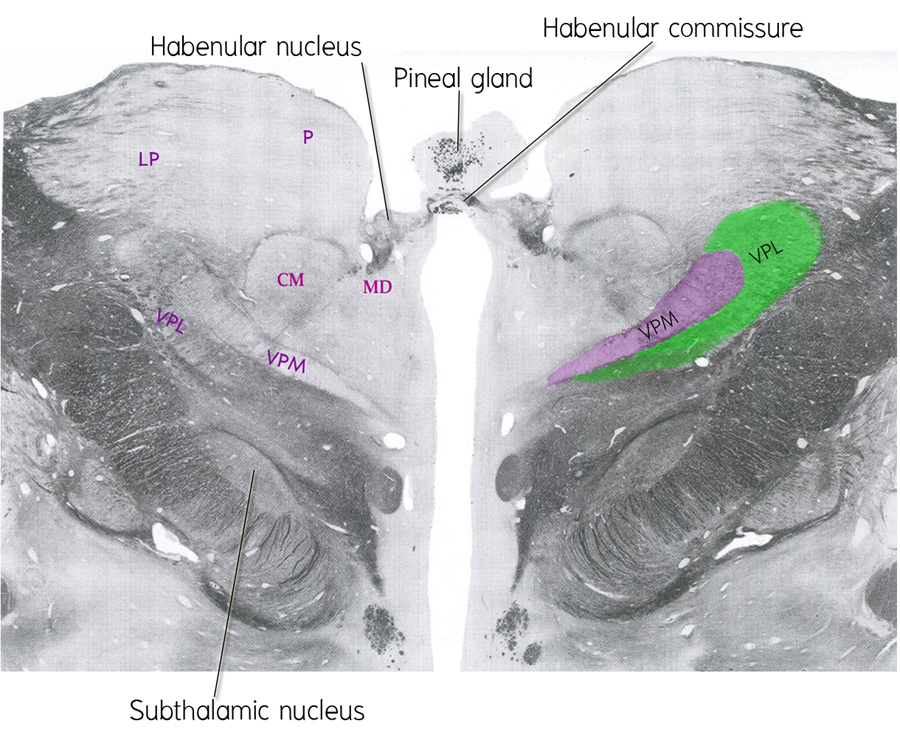 Habenular commissure
Habenular nucleus
Pineal gland
P
LP
VPL
CM
MD
VPL
VPM
VPM
Subthalamic nucleus